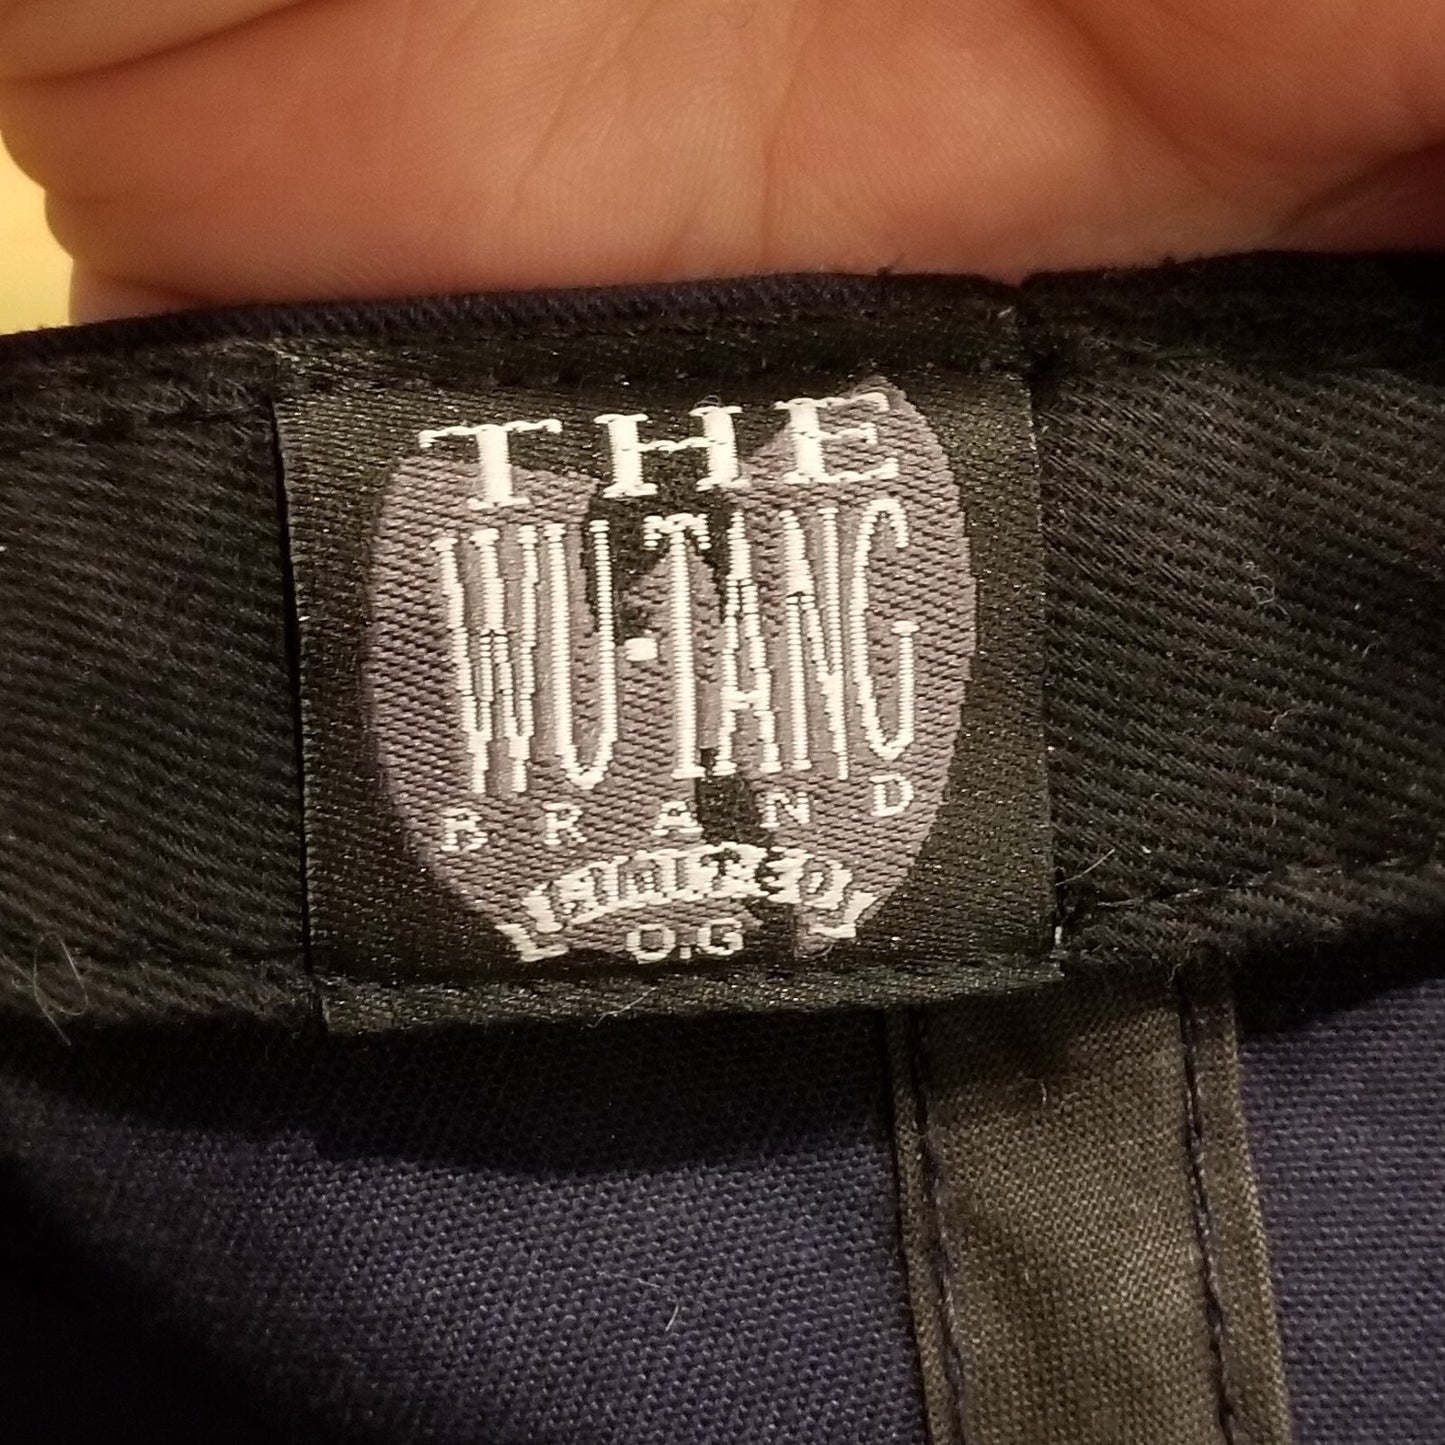 THE
WU-TANG
BRAND
LIMITED
O.G